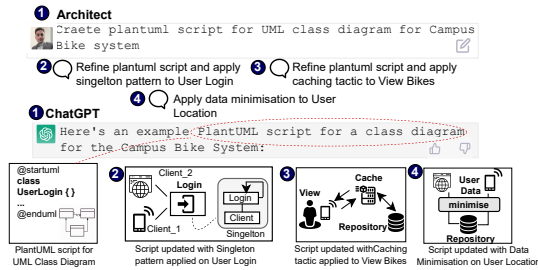 1 Architect
Craete plantuml script for UML class diagram for Campus
Bike system
2 Refine plantuml script and apply
singelton pattern to User Login
3 Refine plantuml script and apply
caching tactic to View Bikes
4 Apply data minimisation to User
Location
1 ChatGPT
Here's an example PlantUML script for a class diagram
for the Campus Bike System:
@startuml
class
UserLogin { }
...
@enduml
PlantUML script for
UML Class Diagram
2
Client_2
Login
Client_1
Login
Client
Singelton
Script updated with Singleton
pattern applied on User Login
3
Cache
View
Repository
Script updated withCaching
tactic applied to View Bikes
4
User
Data
minimise
Repository
Script updated with Data
Minimisation on User Location